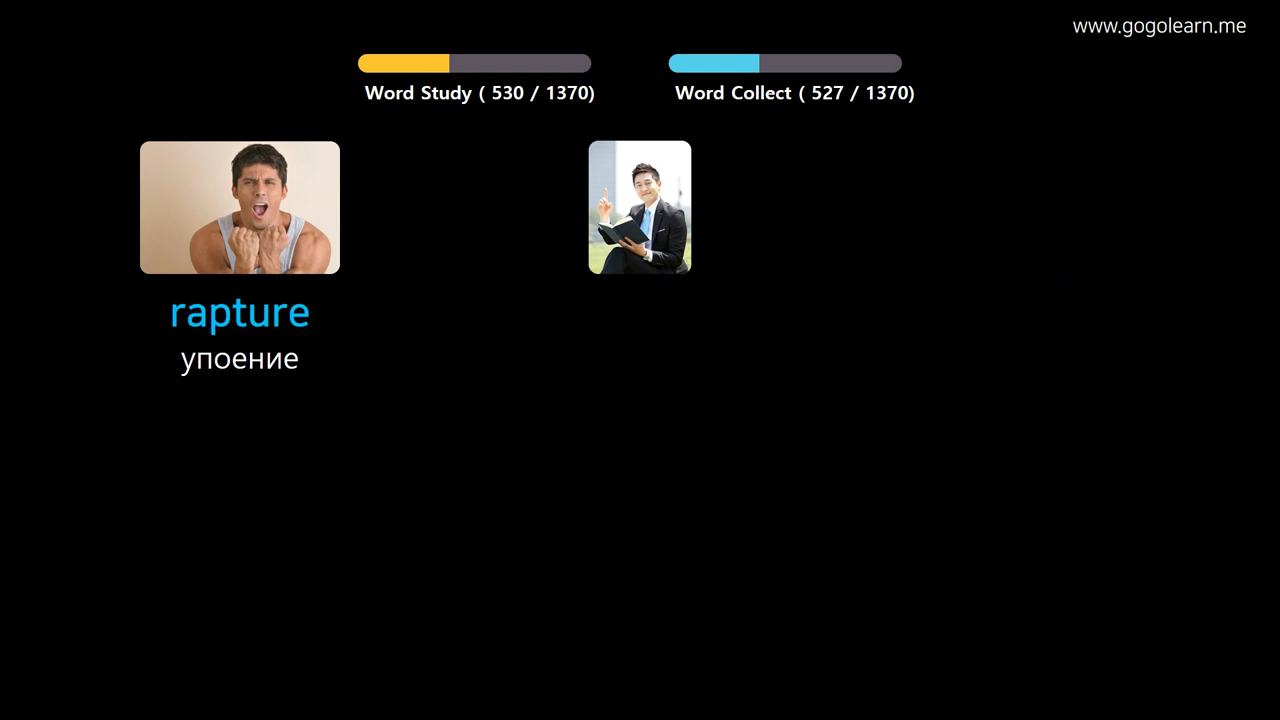 www.gogolearn.me
Word Study ( 530 / 1370)
Word Collect ( 527 / 1370)
rapture
упоение